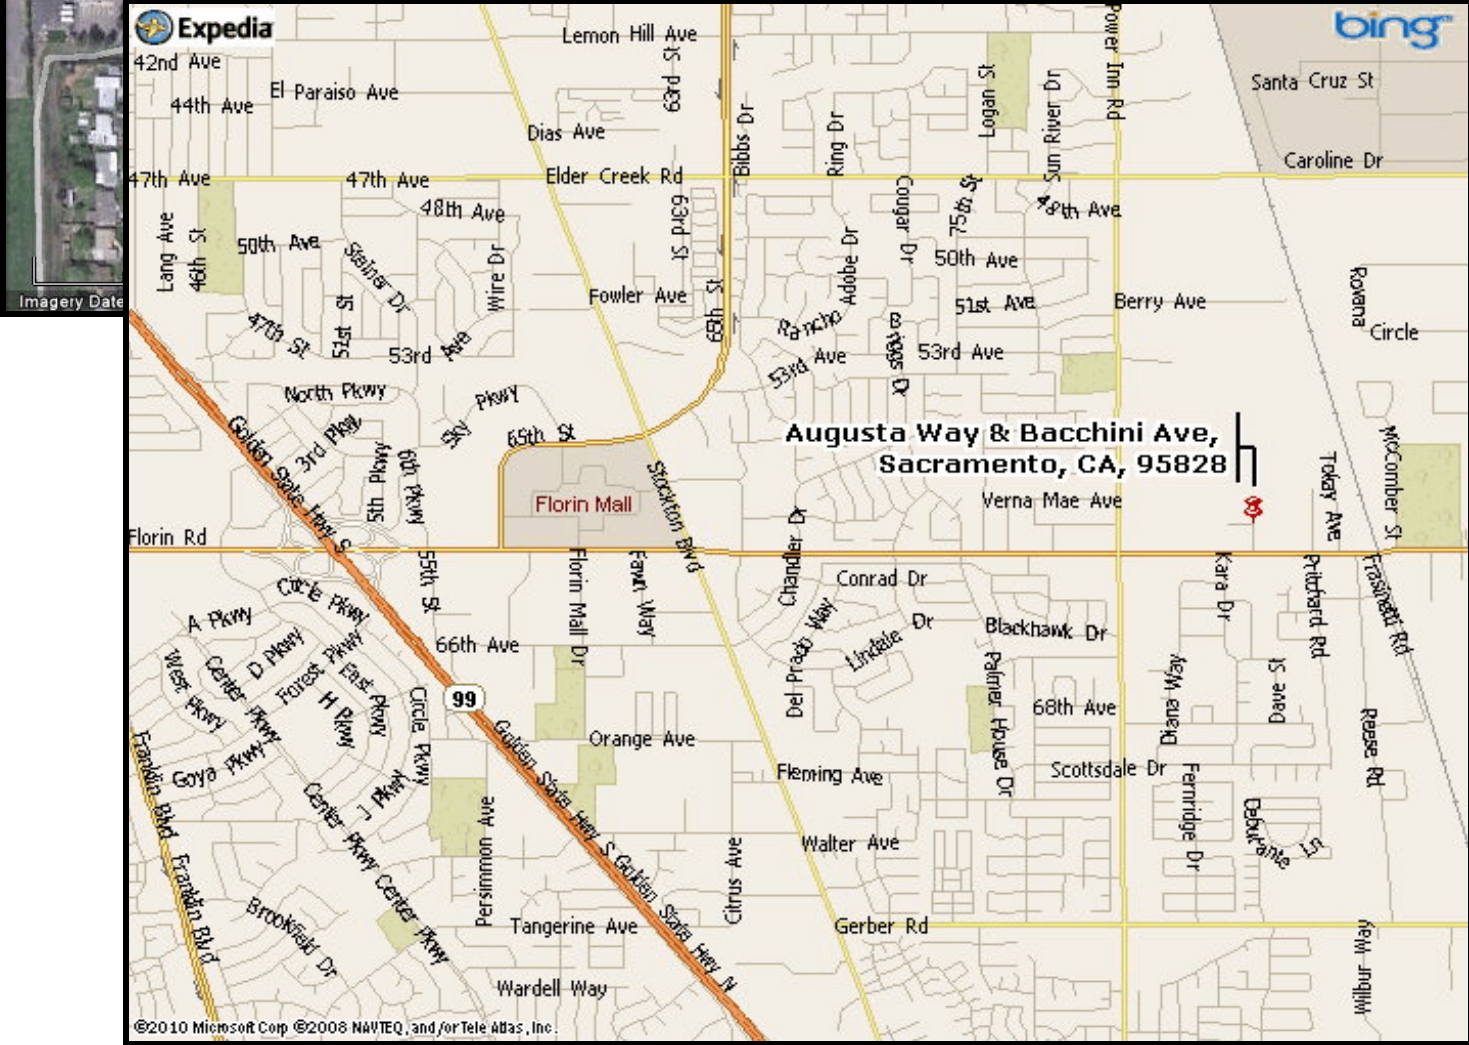 Expedia
bing
Lemon Hill Ave
Power Inn Rd
42nd Ave
El Paraiso Ave
63rd St
Logan St
Sun River Dr
Santa Cruz St
44th Ave
Dias Ave
Bibbs Dr
Ring Dr
Caroline Dr
47th Ave
47th Ave
Elder Creek Rd
48th Ave
63rd St
Cougar Dr
75th St
48th Ave
Lang Ave
46th St
50th Ave
Steiner Dr
Wire Dr
Adobe Dr
50th Ave
Imagery Date
Fowler Ave
68th St
51st Ave
Berry Ave
Rovana
Circle
47th St
51st St
53rd Ave
Rancho
53rd Ave
Briggs Dr
53rd Ave
North Pkwy
Sky Pkwy
3rd Pkwy
65th St
Augusta Way & Bacchini Ave,
Sacramento, CA, 95828
Golden State Hwy S
5th Pkwy
6th Pkwy
Florin Mall
Stockton Blvd
Verna Mae Ave
Tokay Ave
McComber St
Florin Rd
55th St
Florin Mall Dr
Fawn Way
Chandler Dr
Conrad Dr
Kara Dr
Pritchard Rd
Frasinetti Rd
Circle Pkwy
A Pkwy
D Pkwy
Forest Pkwy
66th Ave
Del Prado Way
Lindale Dr
Blackhawk Dr
West Pkwy
Center Pkwy
H Pkwy
East Pkwy
Circle Pkwy
99
Palmer House Dr
68th Ave
Diana Way
Dave St
Reese Rd
Franklin Blvd
Goya Pkwy
J Pkwy
Golden State Hwy S
Orange Ave
Fleming Ave
Scottsdale Dr
Fernridge Dr
Center Pkwy
Persimmon Ave
Citrus Ave
Walter Ave
Debutante Ln
Franklin Blvd
Brookfield Dr
Center Pkwy
Golden State Hwy N
Tangerine Ave
Gerber Rd
Wilbur Way
Wardell Way
©2010 Microsoft Corp ©2008 NAVTEQ, and/or Tele Atlas, Inc.